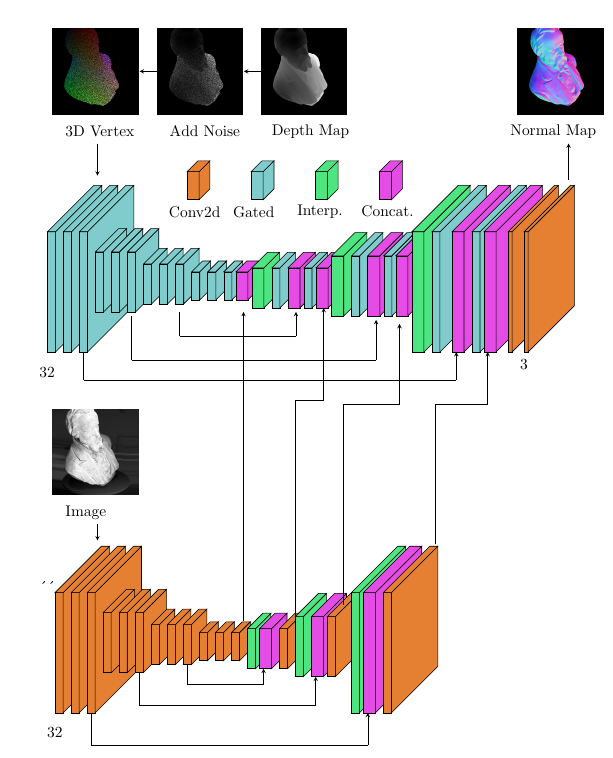 3D Vertex
Add Noise
Depth Map
Normal Map
Conv2d
Gated
Interp.
Concat.
32
3
Image
32